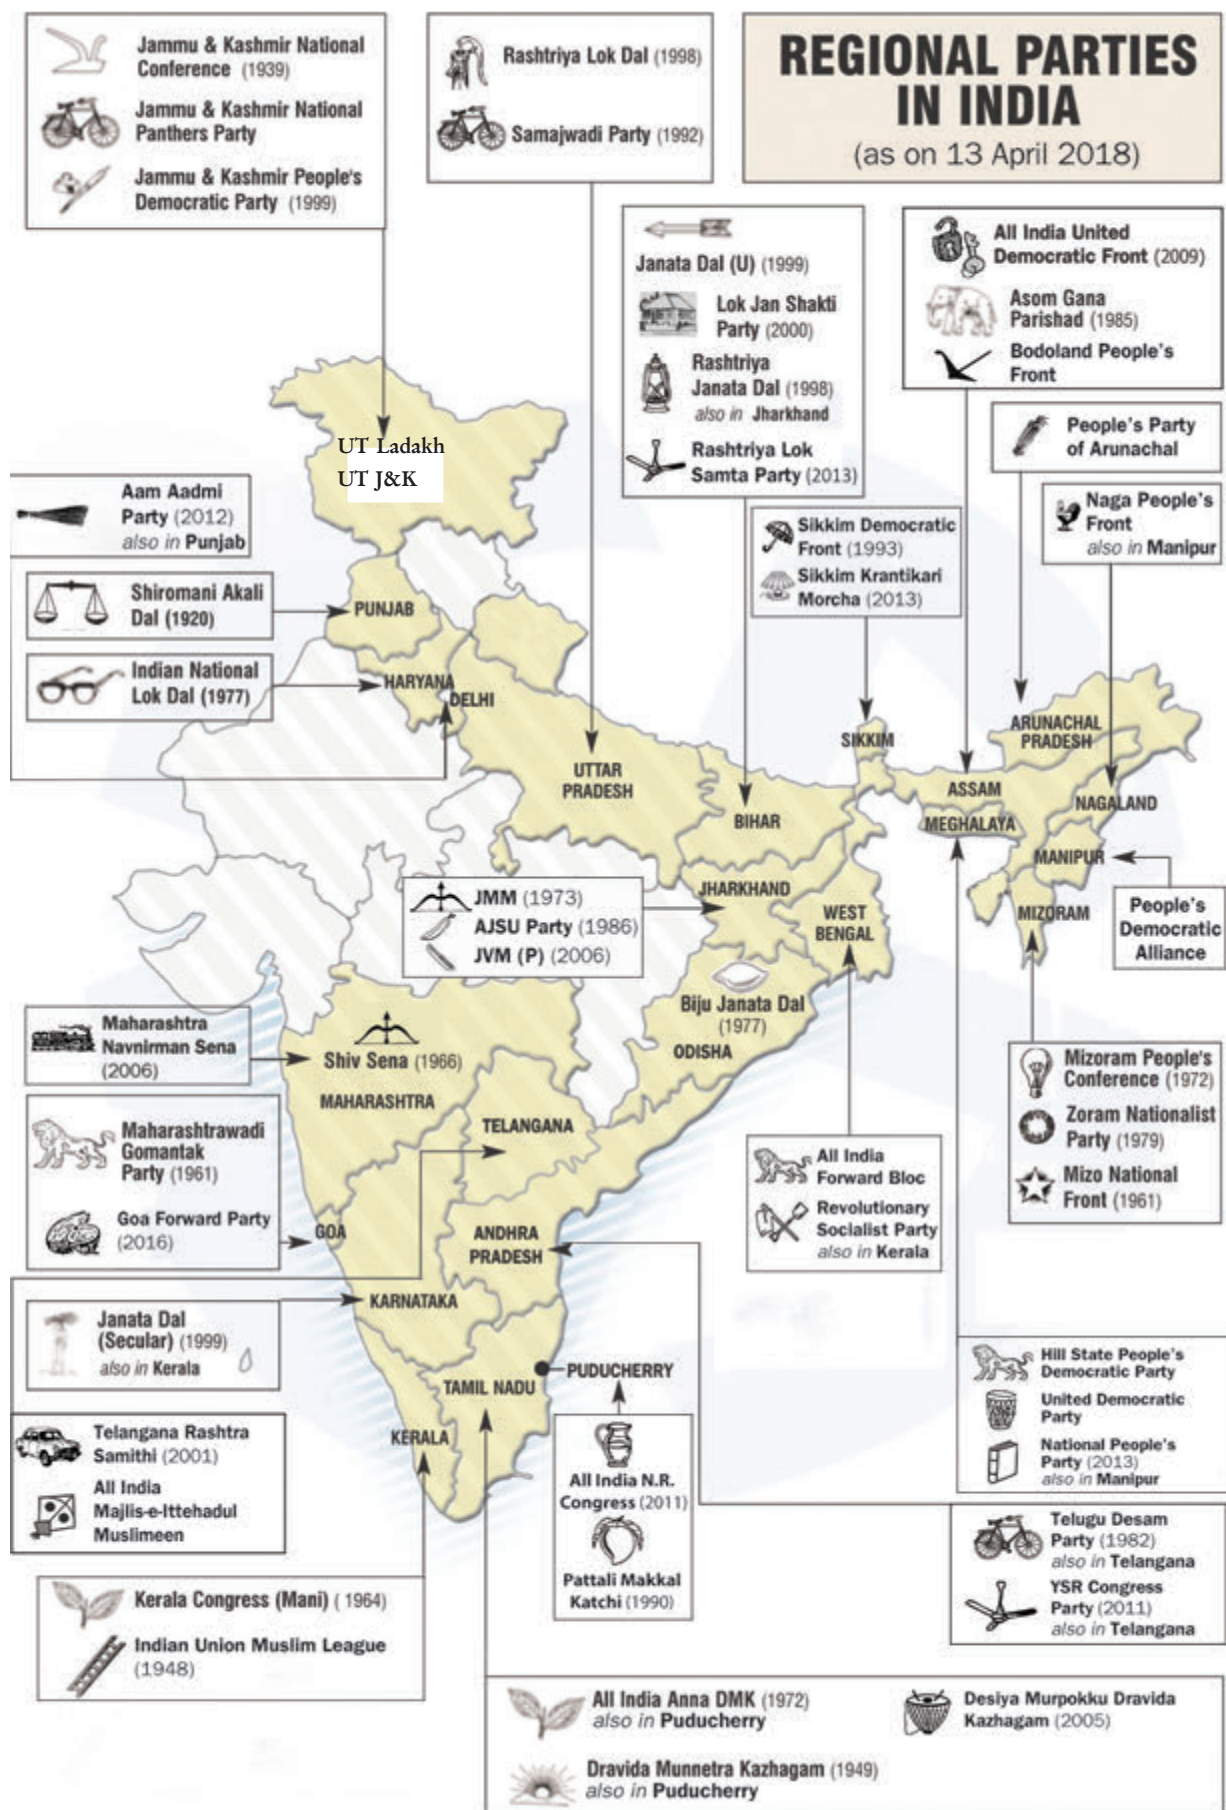 REGIONAL PARTIES
IN INDIA
(as on 13 April 2018)
Jammu & Kashmir National
Conference (1939)
Jammu & Kashmir National
Panthers Party
Jammu & Kashmir People's
Democratic Party (1999)
Rashtriya Lok Dal (1998)
Samajwadi Party (1992)
Janata Dal (U) (1999)
Lok Jan Shakti
Party (2000)
Rashtriya
Janata Dal (1998)
also in Jharkhand
Rashtriya Lok
Samta Party (2013)
All India United
Democratic Front (2009)
Asom Gana
Parishad (1985)
Bodoland People's
Front
People's Party
of Arunachal
Naga People's
Front
also in Manipur
Sikkim Democratic
Front (1993)
Sikkim Krantikari
Morcha (2013)
UT Ladakh
UT J&K
Aam Aadmi
Party (2012)
also in Punjab
Shiromani Akali
Dal (1920)
Indian National
Lok Dal (1977)
PUNJAB
HARYANA
DELHI
UTTAR
PRADESH
BIHAR
SIKKIM
ARUNACHAL
PRADESH
ASSAM
NAGALAND
MEGHALAYA
MANIPUR
MIZORAM
JHARKHAND
WEST
BENGAL
JMM (1973)
AJSU Party (1986)
JVM (P) (2006)
People's
Democratic
Alliance
Biju Janata Dal
(1977)
ODISHA
Maharashtra
Navnirman Sena
(2006)
Shiv Sena (1966)
MAHARASHTRA
TELANGANA
Mizoram People's
Conference (1972)
Zoram Nationalist
Party (1979)
Mizo National
Front (1961)
Maharashtrawadi
Gomantak
Party (1961)
Goa Forward Party
(2016)
GOA
ANDHRA
PRADESH
All India
Forward Bloc
Revolutionary
Socialist Party
also in Kerala
KARNATAKA
Janata Dal
(Secular) (1999)
also in Kerala
PUDUCHERRY
TAMIL NADU
KERALA
Hill State People's
Democratic Party
United Democratic
Party
National People's
Party (2013)
also in Manipur
Telangana Rashtra
Samithi (2001)
All India
Majlis-e-Ittehadul
Muslimeen
All India N.R.
Congress (2011)
Pattali Makkal
Katchi (1990)
Telugu Desam
Party (1982)
also in Telangana
YSR Congress
Party (2011)
also in Telangana
Kerala Congress (Mani) ( 1964)
Indian Union Muslim League
(1948)
All India Anna DMK (1972)
also in Puducherry
Desiya Murpokku Dravida
Kazhagam (2005)
Dravida Munnetra Kazhagam (1949)
also in Puducherry